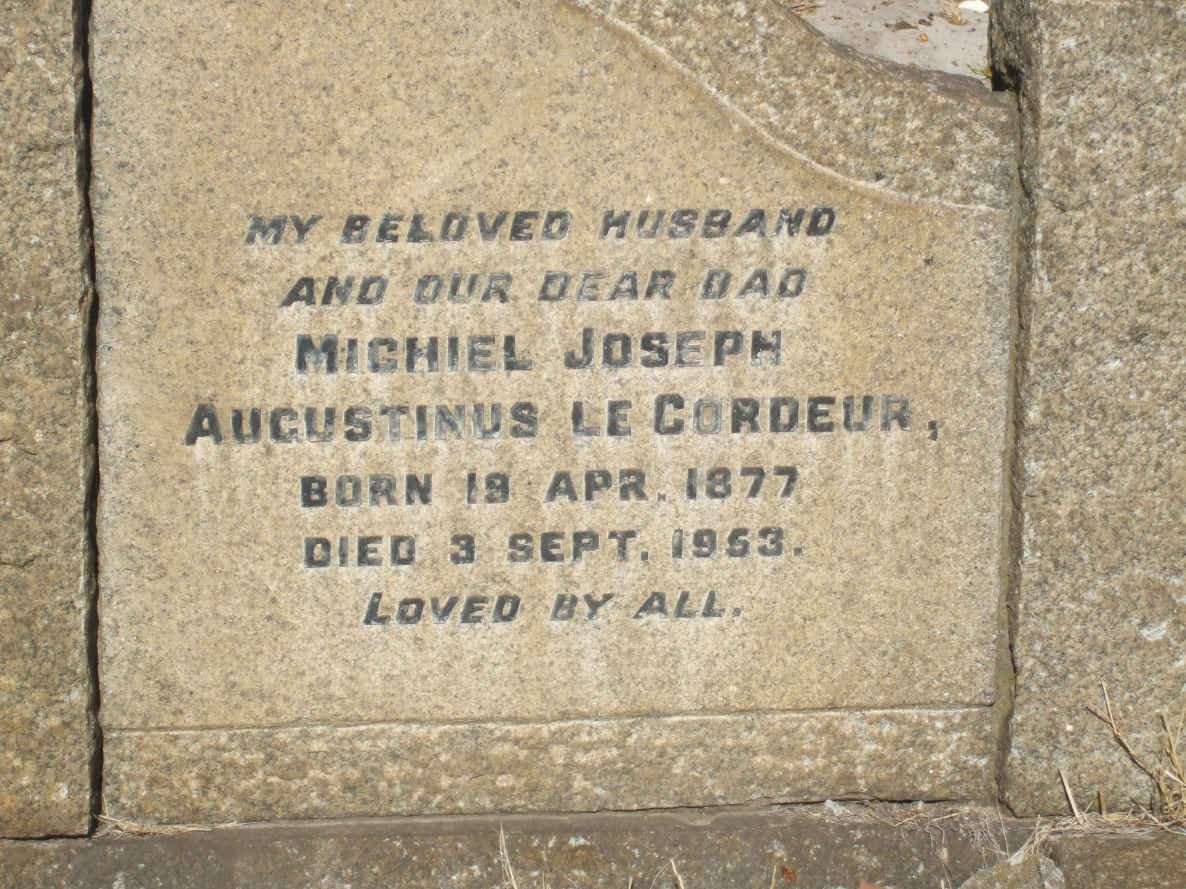 MY BELOVED HUSBAND
AND OUR DEAR DAD
MICHIEL JOSEPH
AUGUSTINUS LE CORDEUR,
BORN 19 APR. 1877
DIED 3 SEPT. 1953.
LOVED BY ALL.